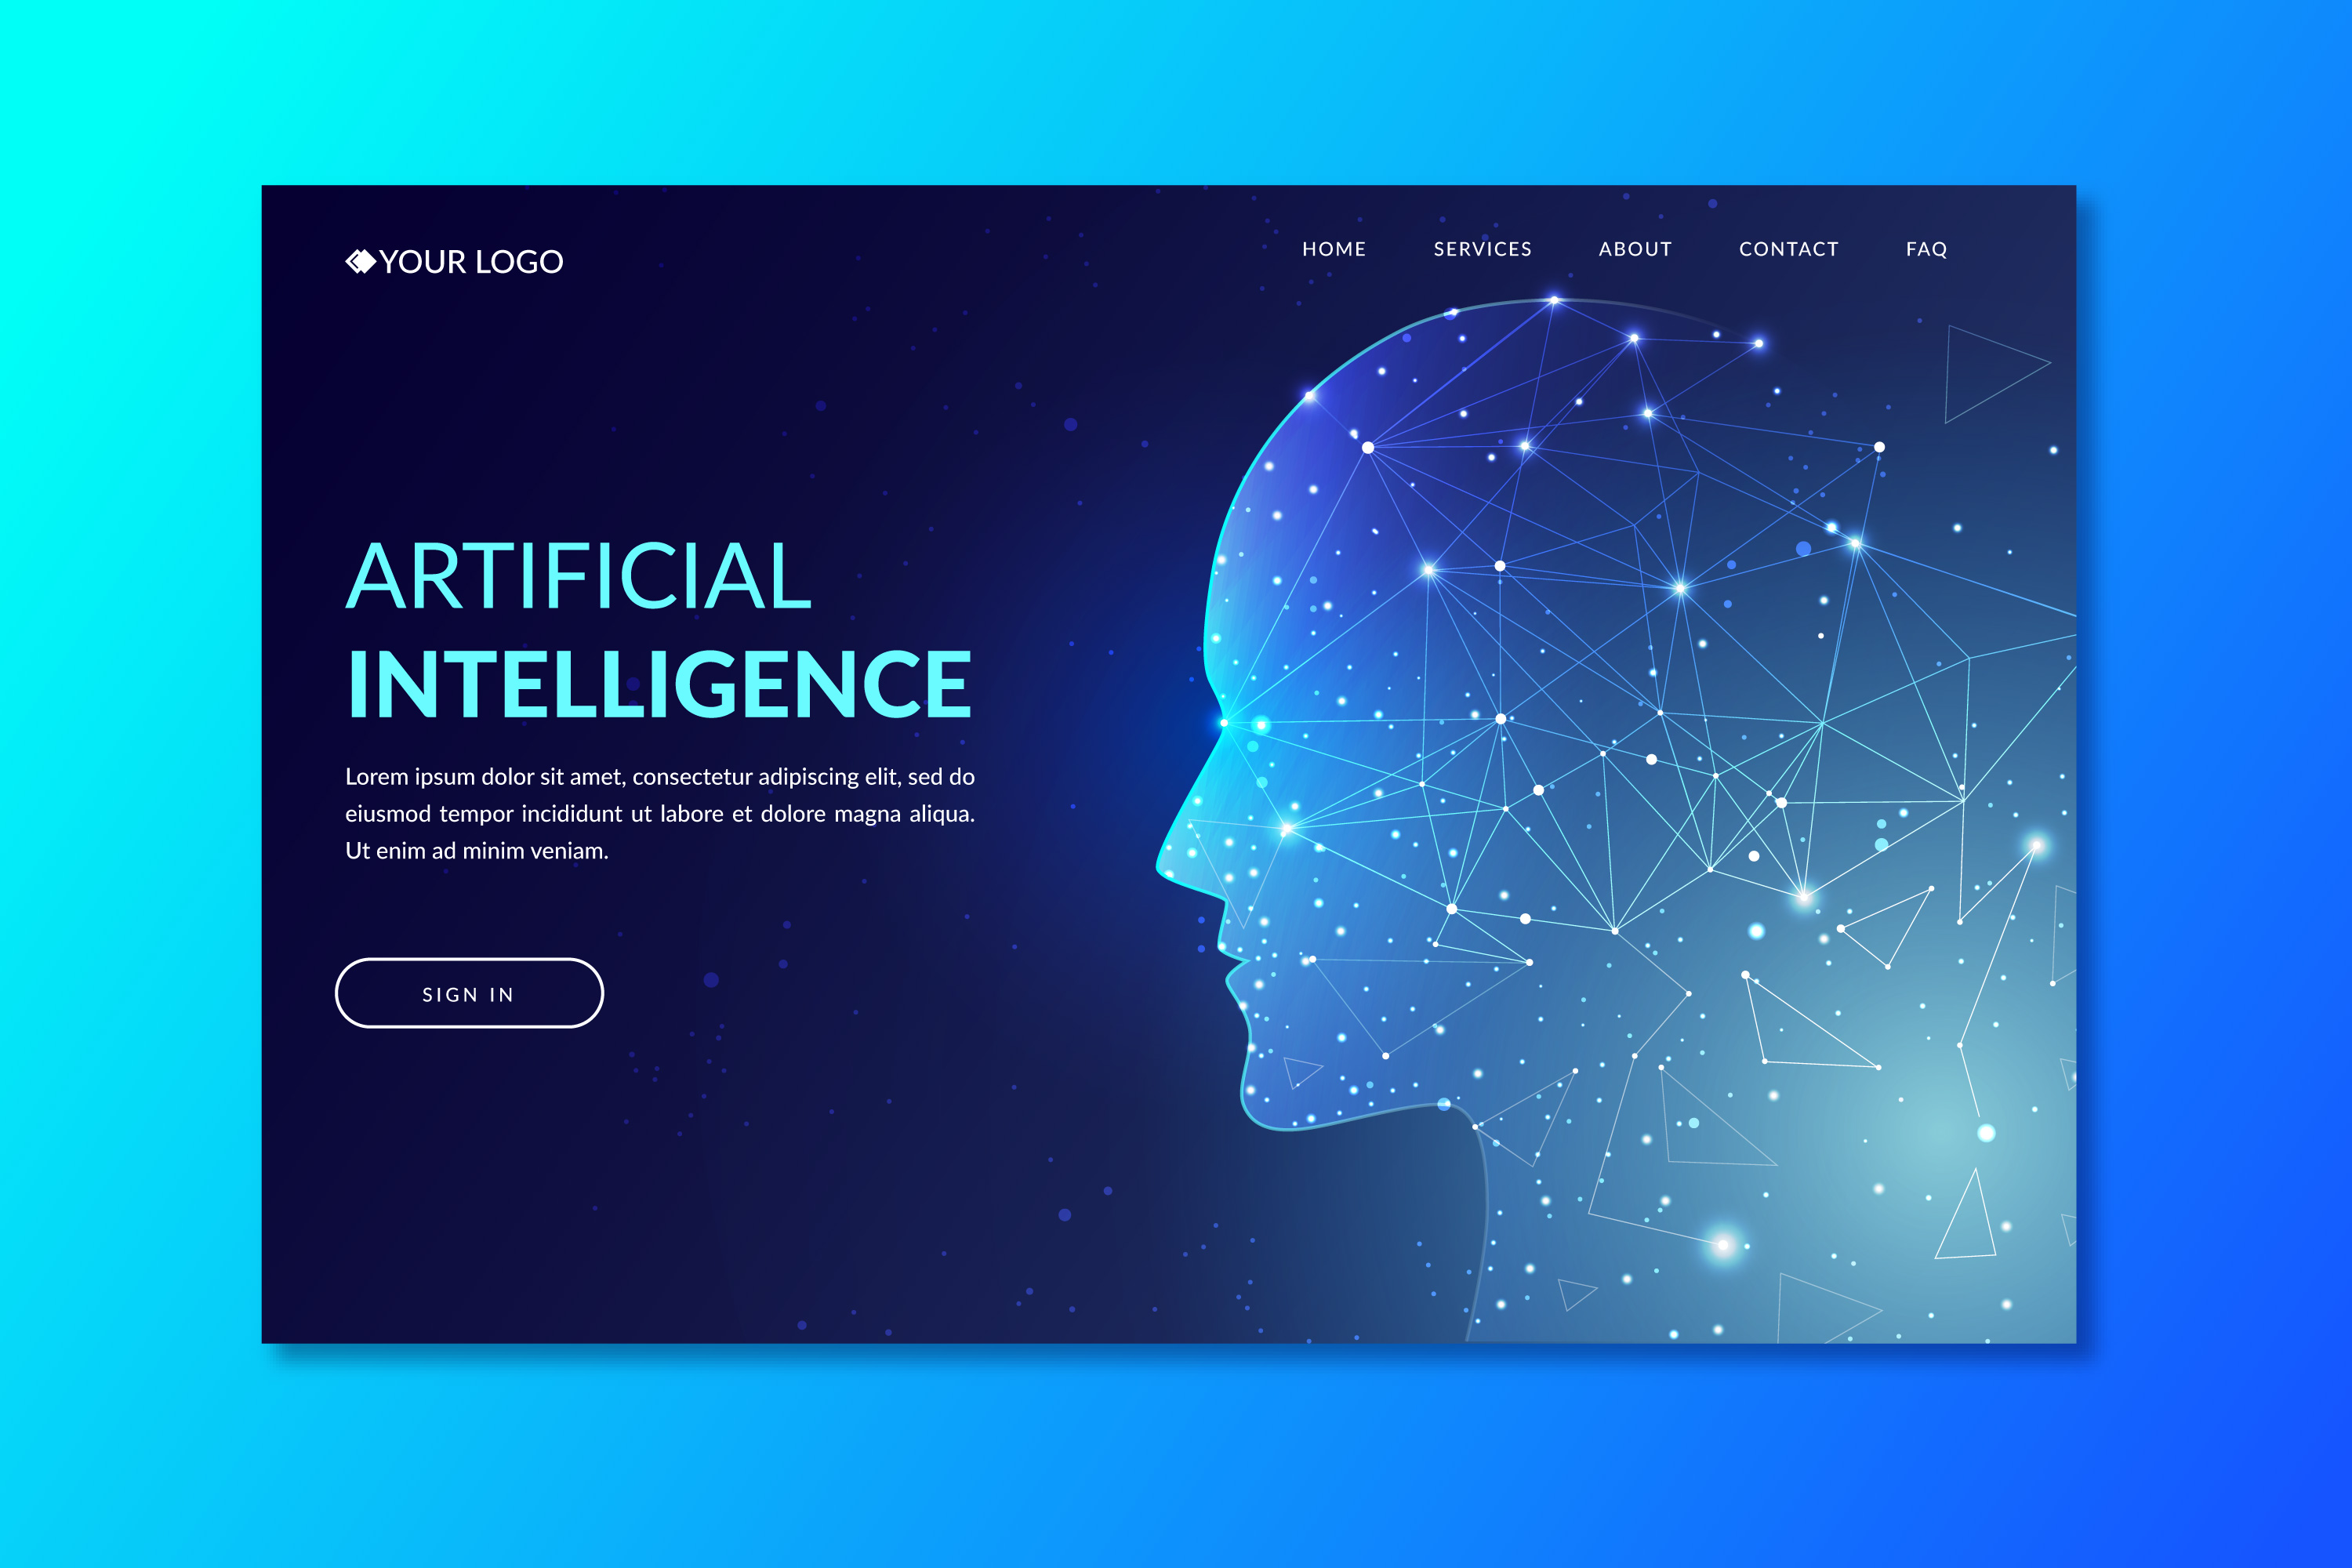 YOUR LOGO
HOME SERVICES ABOUT CONTACT FAQ
ARTIFICIAL
INTELLIGENCE
Lorem ipsum dolor sit amet, consectetur adipiscing elit, sed do
eiusmod tempor incididunt ut labore et dolore magna aliqua.
Ut enim ad minim veniam.
SIGN IN